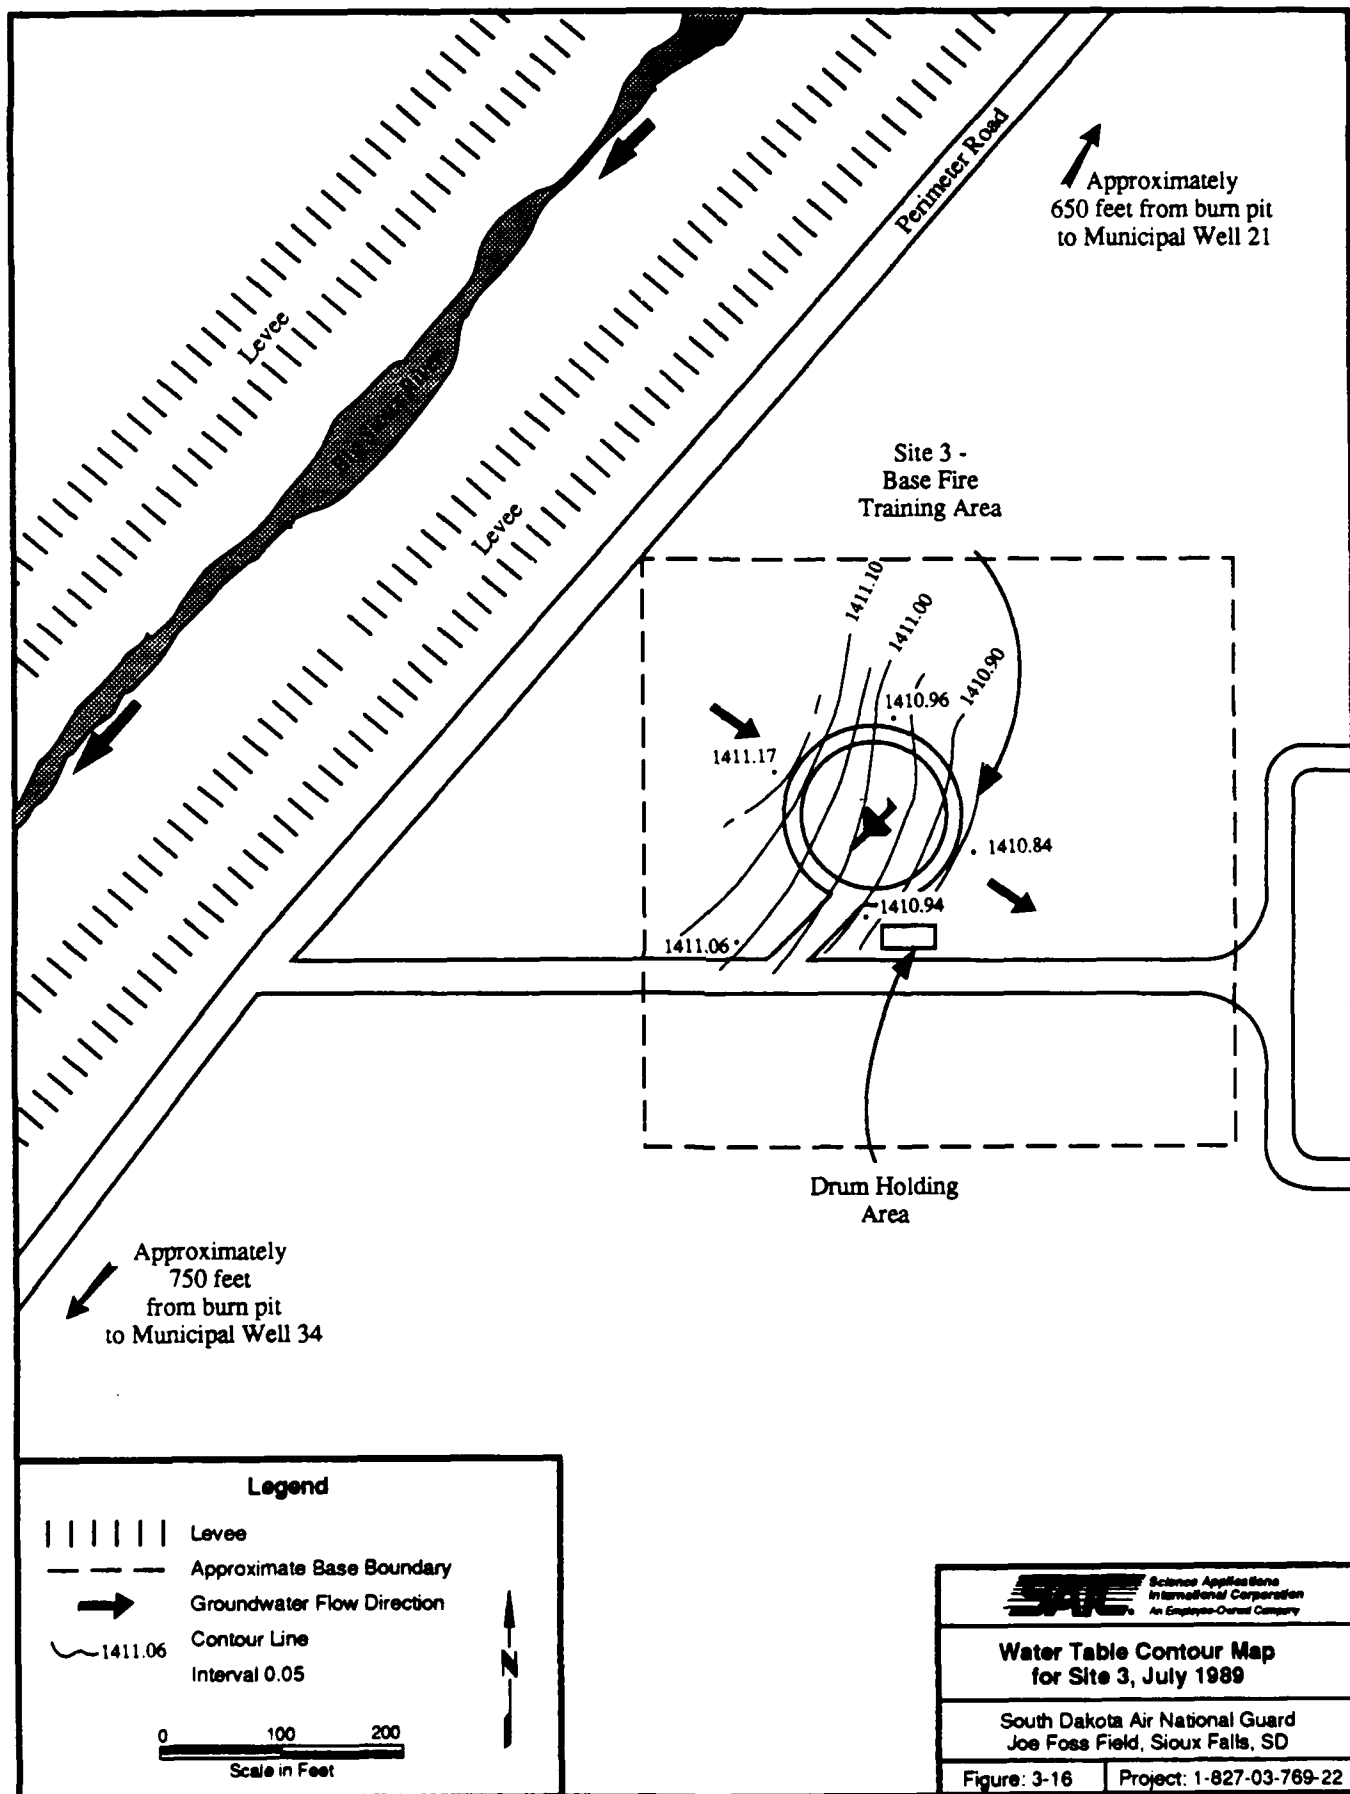 Perimeter Road
Approximately
650 feet from burn pit
to Municipal Well 21
Levee
Levee
Site 3 -
Base Fire
Training Area
1411.10
1411.00
1410.90
1410.96
1411.17
1410.84
1410.94
1411.06
Drum Holding
Area
Approximately
750 feet
from burn pit
to Municipal Well 34
Legend
Levee
Approximate Base Boundary
Groundwater Flow Direction
1411.06
Contour Line
Interval 0.05
N
0 100 200
Scale in Feet
SAIC
Science Applications
International Corporation
An Employee-Owned Company
Water Table Contour Map
for Site 3, July 1989
South Dakota Air National Guard
Joe Foss Field, Sioux Falls, SD
Figure: 3-16
Project: 1-827-03-769-22